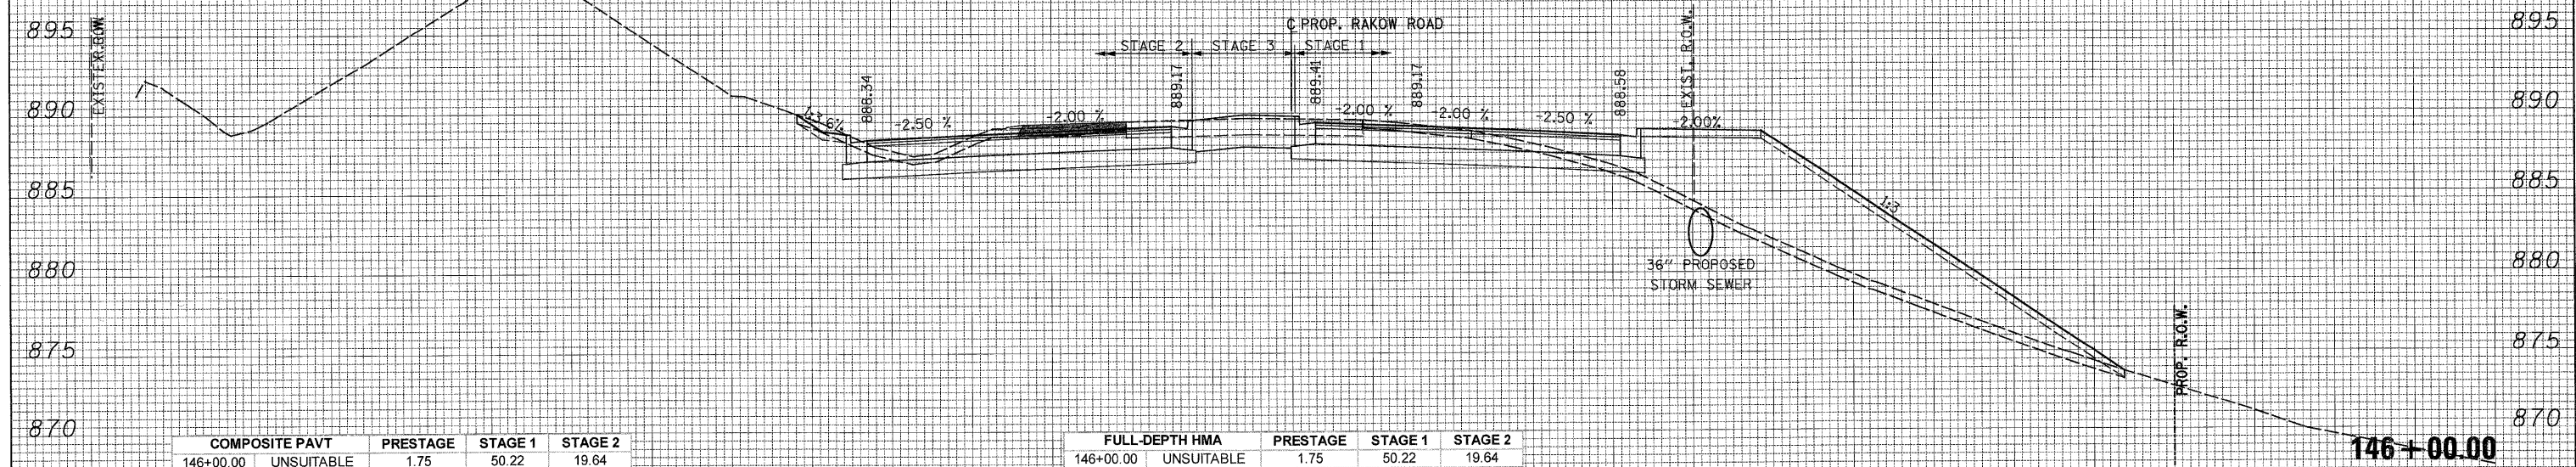 895
EXIST. R.O.W.
℄ PROP. RAKOW ROAD
895
STAGE 2
STAGE 3
STAGE 1
888.34
889.17
889.41
889.17
888.58
EXIST. R.O.W.
890
-2.50 %
-2.00 %
-2.00 %
-2.00 %
-2.50 %
-2.00%
890
885
1:3
885
880
36" PROPOSED
STORM SEWER
880
875
PROP. R.O.W.
875
870
870
COMPOSITE PAVT PRESTAGE STAGE 1 STAGE 2
146+00.00 UNSUITABLE 1.75 50.22 19.64
FULL-DEPTH HMA PRESTAGE STAGE 1 STAGE 2
146+00.00 UNSUITABLE 1.75 50.22 19.64
146+00.00